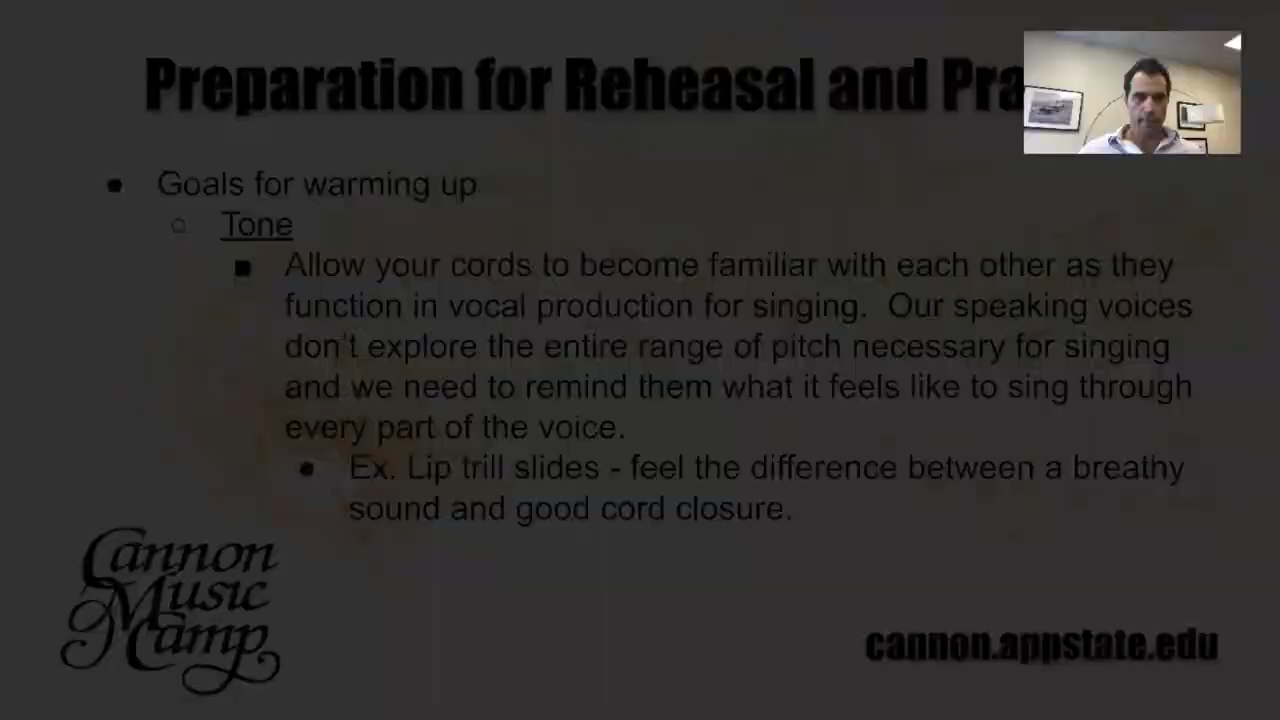 Preparation for Reheasal and Pra
● Goals for warming up
○ Tone
■ Allow your cords to become familiar with each other as they
function in vocal production for singing.  Our speaking voices
don't explore the entire range of pitch necessary for singing
and we need to remind them what it feels like to sing through
every part of the voice.
● Ex. Lip trill slides - feel the difference between a breathy
sound and good cord closure.
Cannon
Music
Camp
cannon.appstate.edu